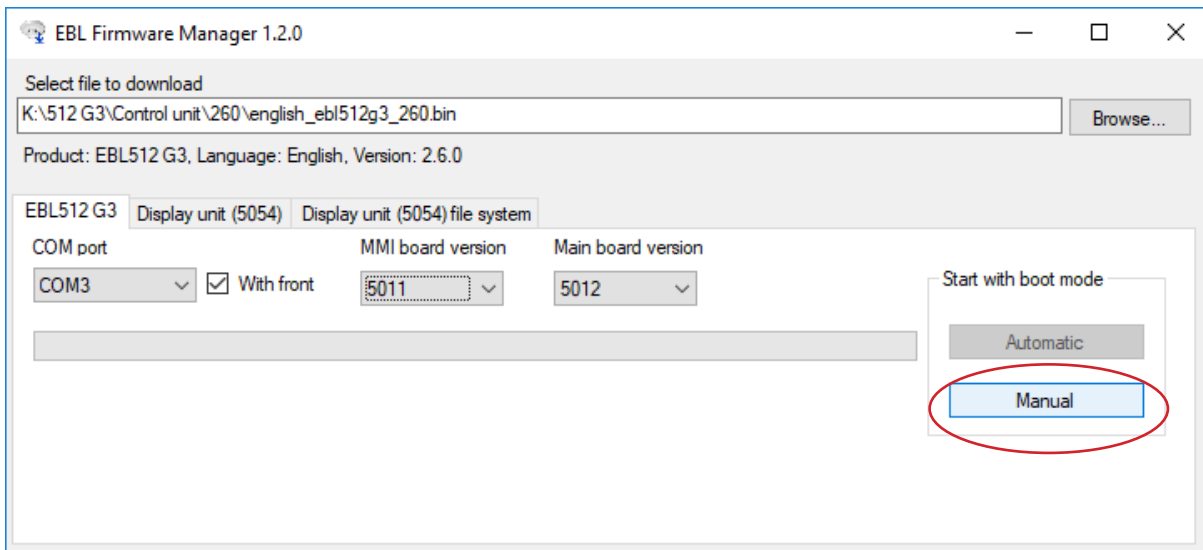 EBL Firmware Manager 1.2.0
Select file to download
K:\512 G3\Control unit\260\english_ebl512g3_260.bin
Browse...
Product: EBL512 G3, Language: English, Version: 2.6.0
EBL512 G3 Display unit (5054) Display unit (5054) file system
COM port MMI board version Main board version
COM3 With front 5011 5012
Start with boot mode
Automatic
Manual